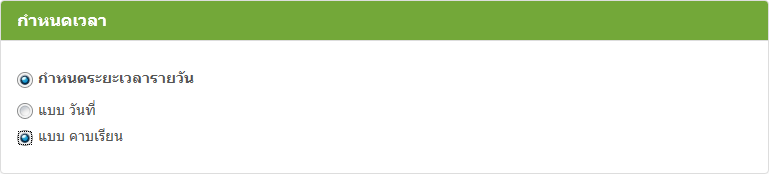 กำหนดเวลา
กำหนดระยะเวลารายวัน
แบบ วันที่
แบบ คาบเรียน